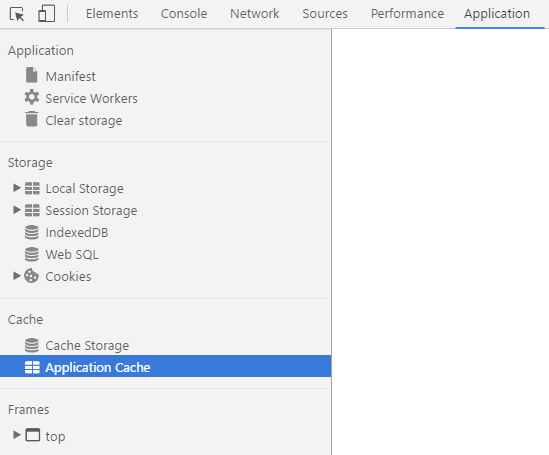 Elements Console Network Sources Performance Application
Application
Manifest
Service Workers
Clear storage
Storage
Local Storage
Session Storage
IndexedDB
Web SQL
Cookies
Cache
Cache Storage
Application Cache
Frames
top